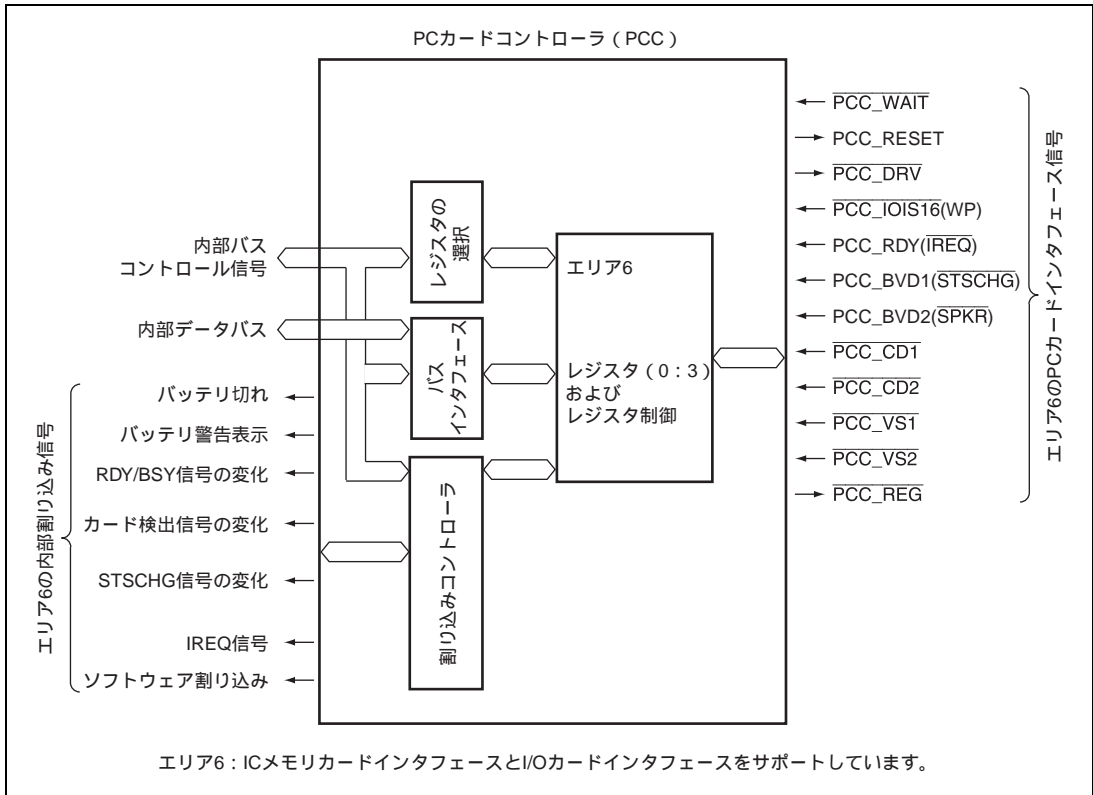 PCカードコントローラ（PCC）
内部バス
コントロール信号
内部データバス
エリア6の内部割り込み信号
バッテリ切れ
バッテリ警告表示
RDY/BSY信号の変化
カード検出信号の変化
STSCHG信号の変化
IREQ信号
ソフトウェア割り込み
レジスタの
選択
バス
インタフェース
割り込みコントローラ
エリア6
レジスタ（0：3）
および
レジスタ制御
PCC_WAIT
PCC_RESET
PCC_DRV
PCC_IOIS16(WP)
PCC_RDY(IREQ)
PCC_BVD1(STSCHG)
PCC_BVD2(SPKR)
PCC_CD1
PCC_CD2
PCC_VS1
PCC_VS2
PCC_REG
エリア6のPCカードインタフェース信号
エリア6：ICメモリカードインタフェースとI/Oカードインタフェースをサポートしています。